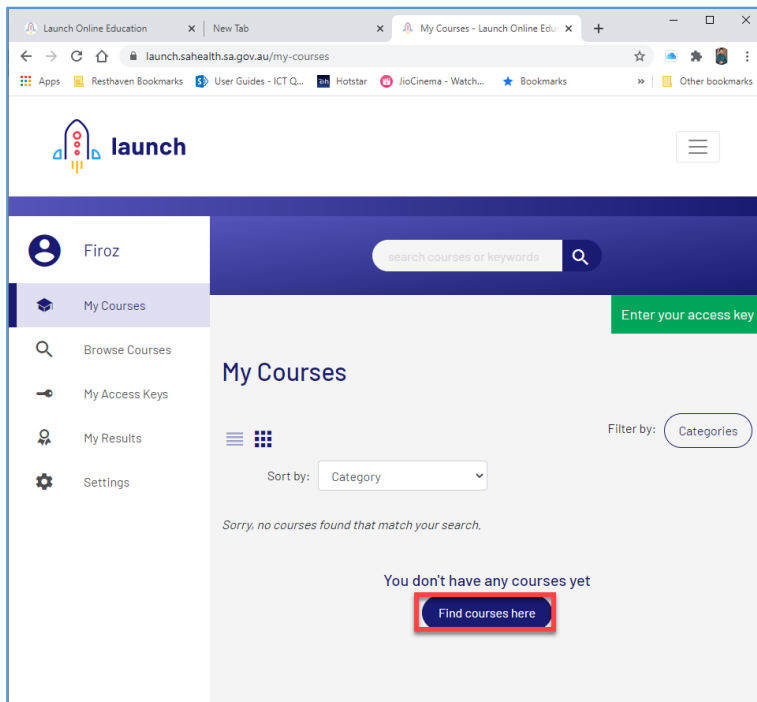 Launch Online Education
New Tab
My Courses - Launch Online Edu
launch.sahealth.sa.gov.au/my-courses
Apps Resthaven Bookmarks User Guides - ICT Q... Hotstar JioCinema - Watch... Bookmarks » Other bookmarks
launch
Firoz
search courses or keywords
My Courses
Enter your access key
Browse Courses
My Courses
My Access Keys
Filter by: Categories
My Results
Sort by: Category
Settings
Sorry, no courses found that match your search.
You don't have any courses yet
Find courses here